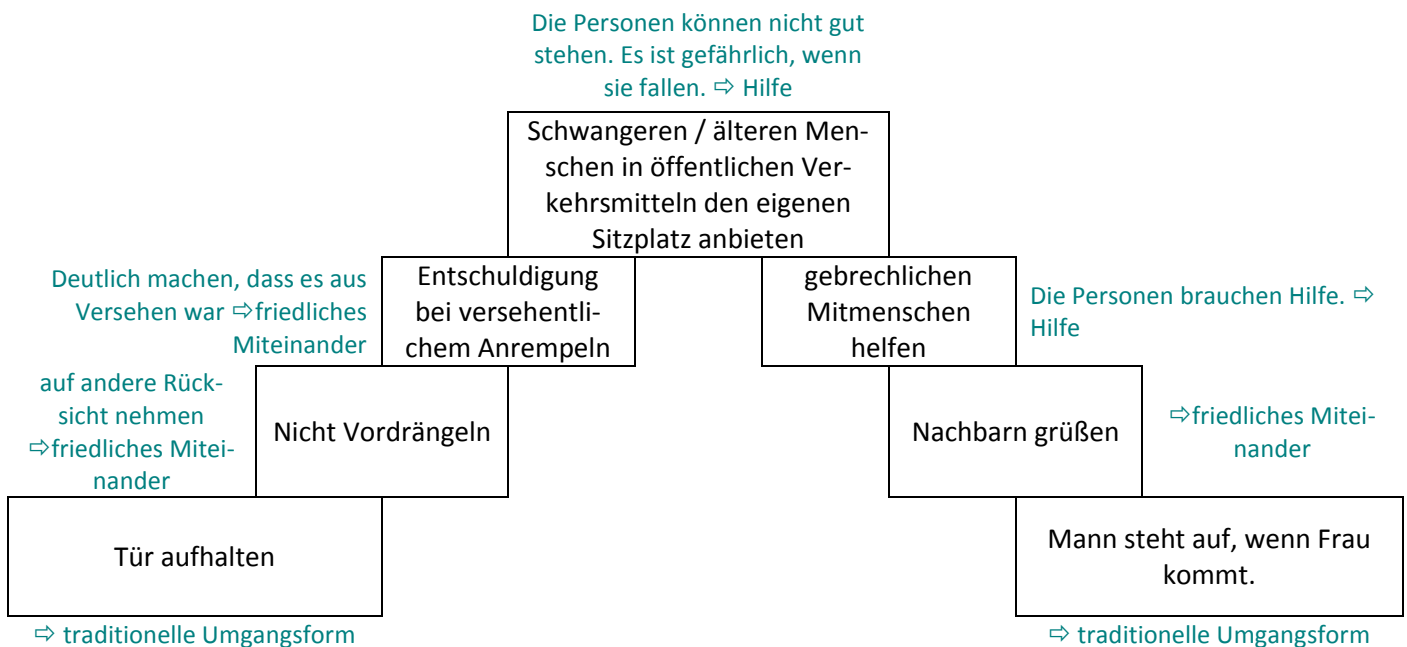 Die Personen können nicht gut
stehen. Es ist gefährlich, wenn
sie fallen. ⇨ Hilfe
Schwangeren / älteren Men-
schen in öffentlichen Ver-
kehrsmitteln den eigenen
Sitzplatz anbieten
Deutlich machen, dass es aus
Versehen war ⇨friedliches
Miteinander
Entschuldigung
bei versehentli-
chem Anrempeln
gebrechlichen
Mitmenschen
helfen
Die Personen brauchen Hilfe. ⇨
Hilfe
auf andere Rück-
sicht nehmen
⇨friedliches Mitei-
nander
Nicht Vordrängeln
Nachbarn grüßen
⇨friedliches Mitei-
nander
Tür aufhalten
Mann steht auf, wenn Frau
kommt.
⇨ traditionelle Umgangsform
⇨ traditionelle Umgangsform